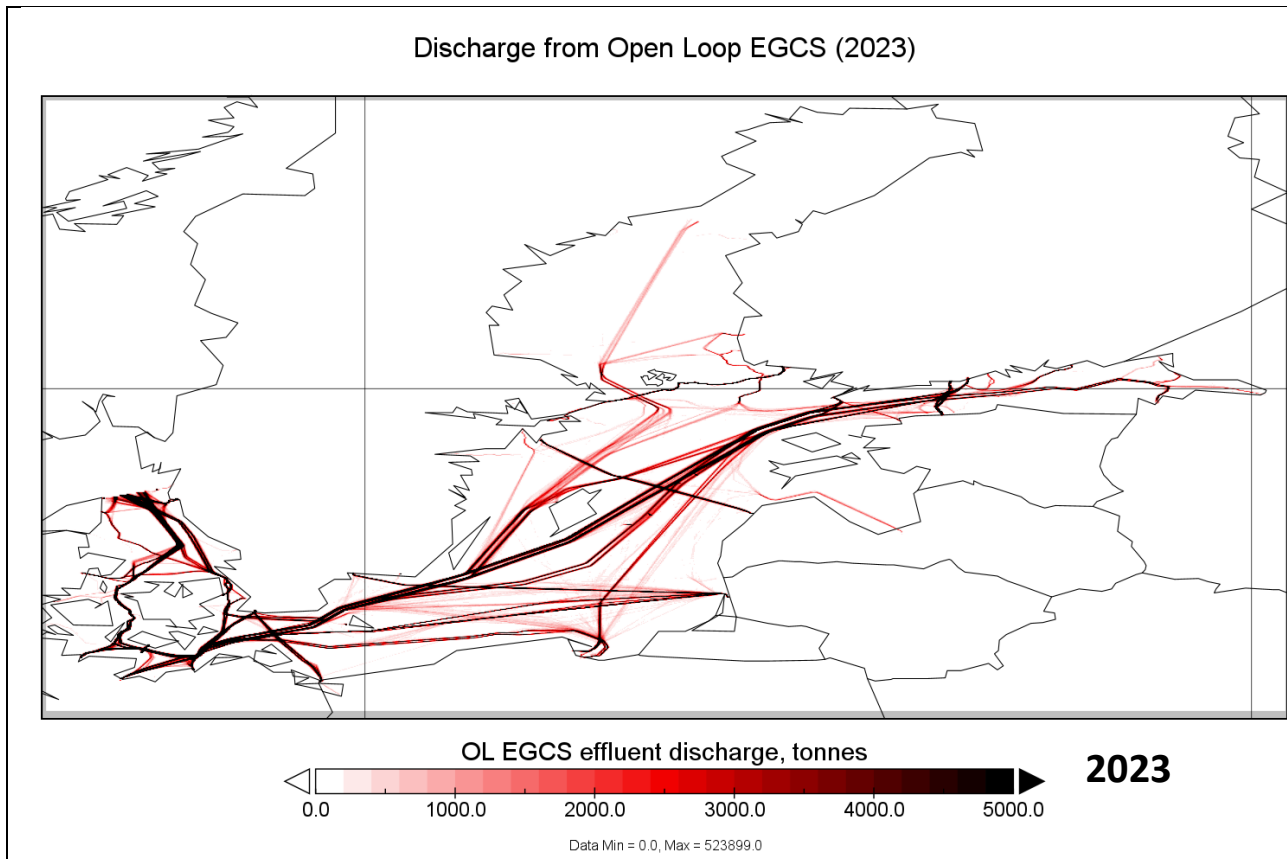 Discharge from Open Loop EGCS (2023)
OL EGCS effluent discharge, tonnes
2023
0.0 1000.0 2000.0 3000.0 4000.0 5000.0
Data Min = 0.0, Max = 523899.0